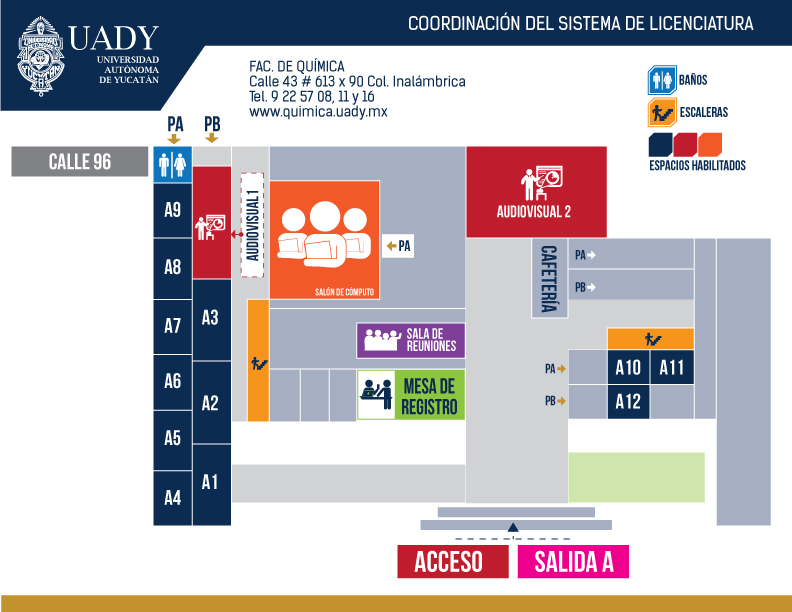 COORDINACIÓN DEL SISTEMA DE LICENCIATURA
UADY
UNIVERSIDAD
AUTÓNOMA
DE YUCATÁN
FAC. DE QUÍMICA
Calle 43 # 613 x 90 Col. Inalámbrica
Tel. 9 22 57 08, 11 y 16
www.quimica.uady.mx
BAÑOS
ESCALERAS
ESPACIOS HABILITADOS
PA
PB
CALLE 96
A9
A8
A7
A6
A5
A4
A3
A2
A1
AUDIOVISUAL 1
SALÓN DE CÓMPUTO
PA
AUDIOVISUAL 2
CAFETERÍA
PA
PB
SALA DE
REUNIONES
MESA DE
REGISTRO
PA
PB
A10
A11
A12
ACCESO
SALIDA A